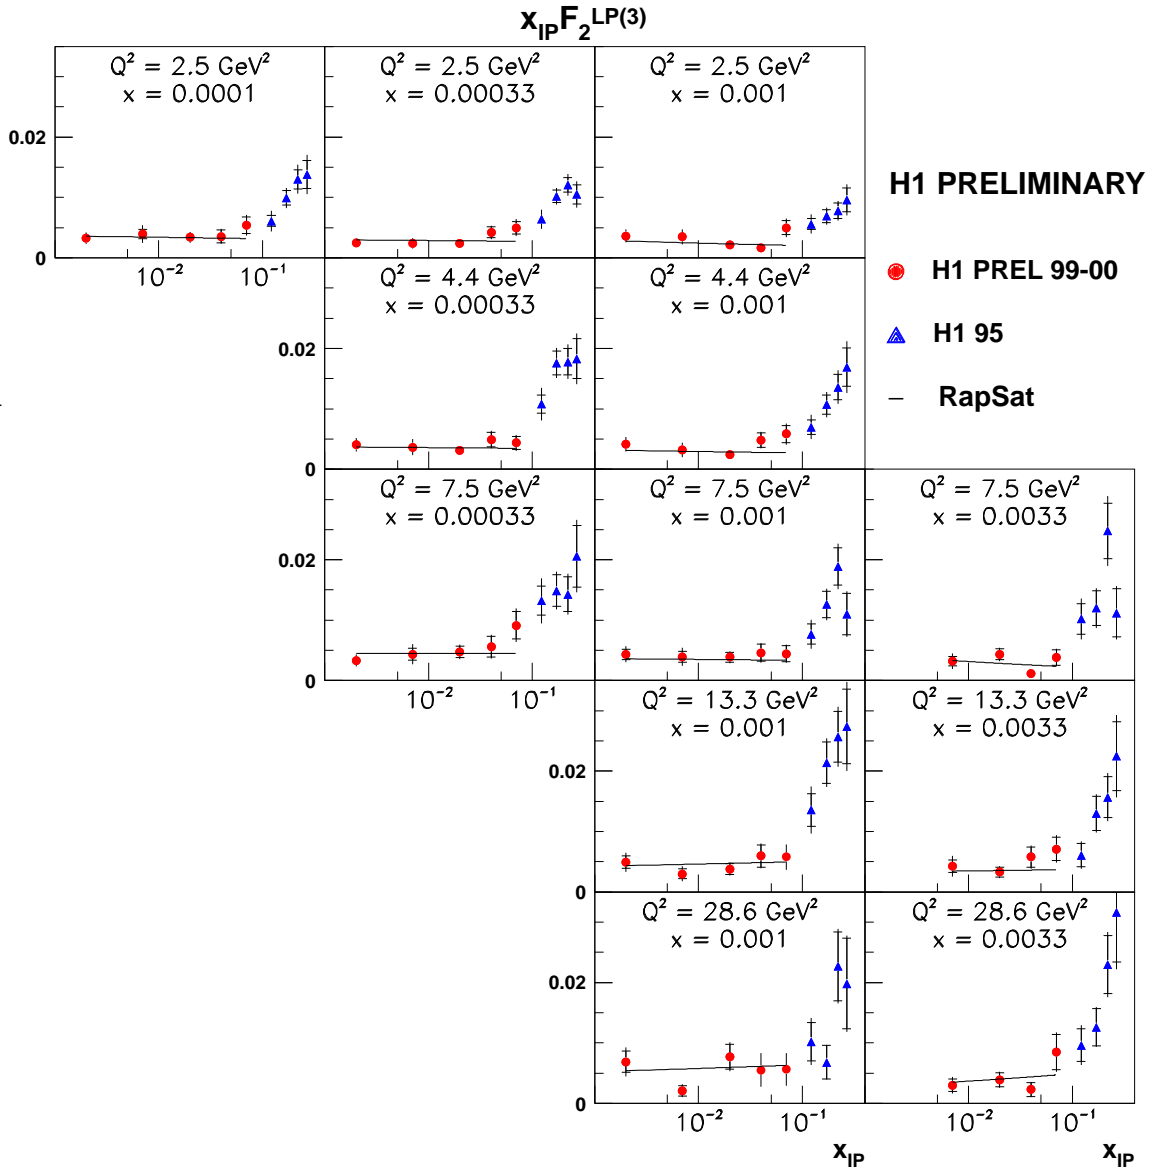 x_IP F₂^LP(3)
Q² = 2.5 GeV²
x = 0.0001
Q² = 2.5 GeV²
x = 0.00033
Q² = 2.5 GeV²
x = 0.001
0.02
0
10⁻² 10⁻¹
H1 PRELIMINARY
H1 PREL 99-00
H1 95
RapSat
Q² = 4.4 GeV²
x = 0.00033
Q² = 4.4 GeV²
x = 0.001
0.02
0
Q² = 7.5 GeV²
x = 0.00033
Q² = 7.5 GeV²
x = 0.001
Q² = 7.5 GeV²
x = 0.0033
0.02
0
10⁻² 10⁻¹
Q² = 13.3 GeV²
x = 0.001
Q² = 13.3 GeV²
x = 0.0033
0.02
0
Q² = 28.6 GeV²
x = 0.001
Q² = 28.6 GeV²
x = 0.0033
0.02
0
10⁻² 10⁻¹ 10⁻² 10⁻¹
x_IP x_IP